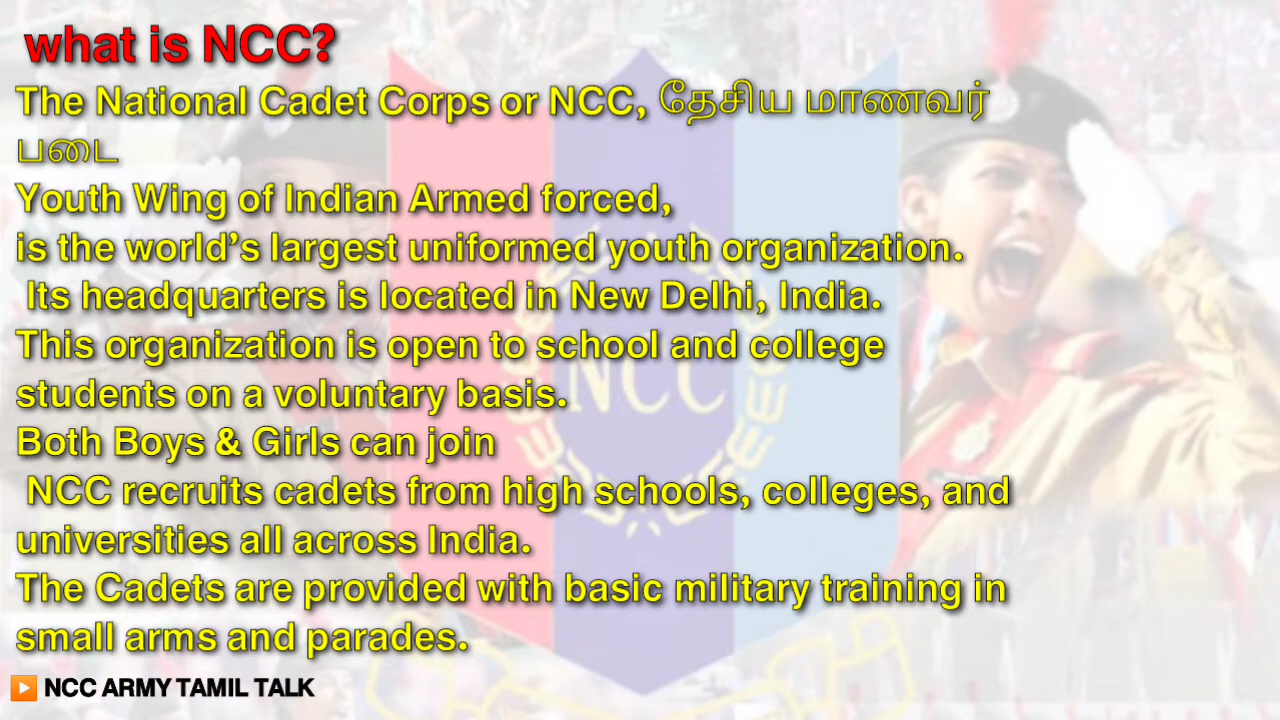 what is NCC?
The National Cadet Corps or NCC, தேசிய மாணவர்
படை
Youth Wing of Indian Armed forced,
is the world’s largest uniformed youth organization.
Its headquarters is located in New Delhi, India.
This organization is open to school and college
students on a voluntary basis.
Both Boys & Girls can join
NCC recruits cadets from high schools, colleges, and
universities all across India.
The Cadets are provided with basic military training in
small arms and parades.
NCC ARMY TAMIL TALK
NCC